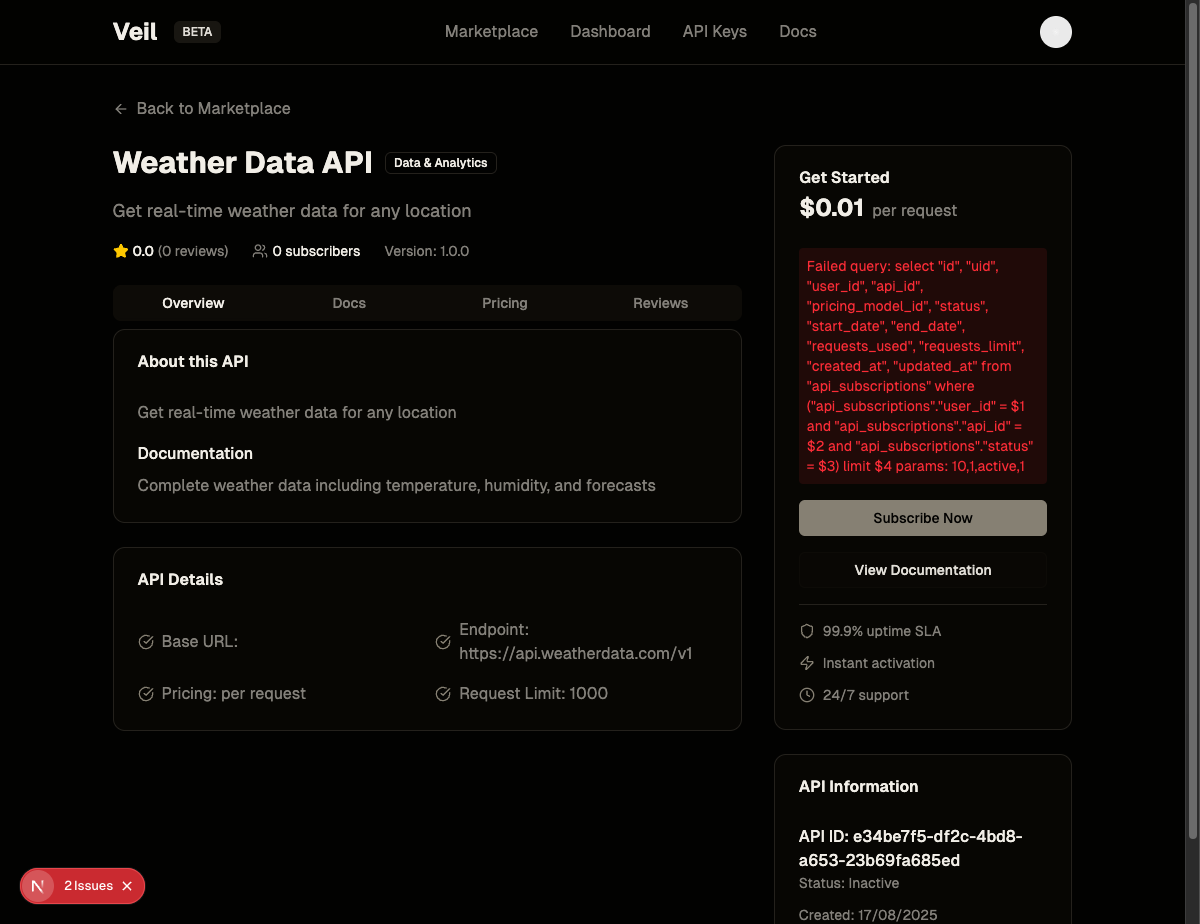 Veil BETA Marketplace Dashboard API Keys Docs
Back to Marketplace
Weather Data API Data & Analytics
Get real-time weather data for any location
0.0 (0 reviews) 0 subscribers Version: 1.0.0
Overview Docs Pricing Reviews
About this API
Get real-time weather data for any location
Documentation
Complete weather data including temperature, humidity, and forecasts
API Details
Base URL:
Endpoint:
https://api.weatherdata.com/v1
Pricing: per request
Request Limit: 1000
Get Started
$0.01 per request
Failed query: select "id", "uid",
"user_id", "api_id",
"pricing_model_id", "status",
"start_date", "end_date",
"requests_used", "requests_limit",
"created_at", "updated_at" from
"api_subscriptions" where
("api_subscriptions"."user_id" = $1
and "api_subscriptions"."api_id" =
$2 and "api_subscriptions"."status"
= $3) limit $4 params: 10,1,active,1
Subscribe Now
View Documentation
99.9% uptime SLA
Instant activation
24/7 support
API Information
API ID: e34be7f5-df2c-4bd8-
a653-23b69fa685ed
Status: Inactive
Created: 17/08/2025
N 2 Issues